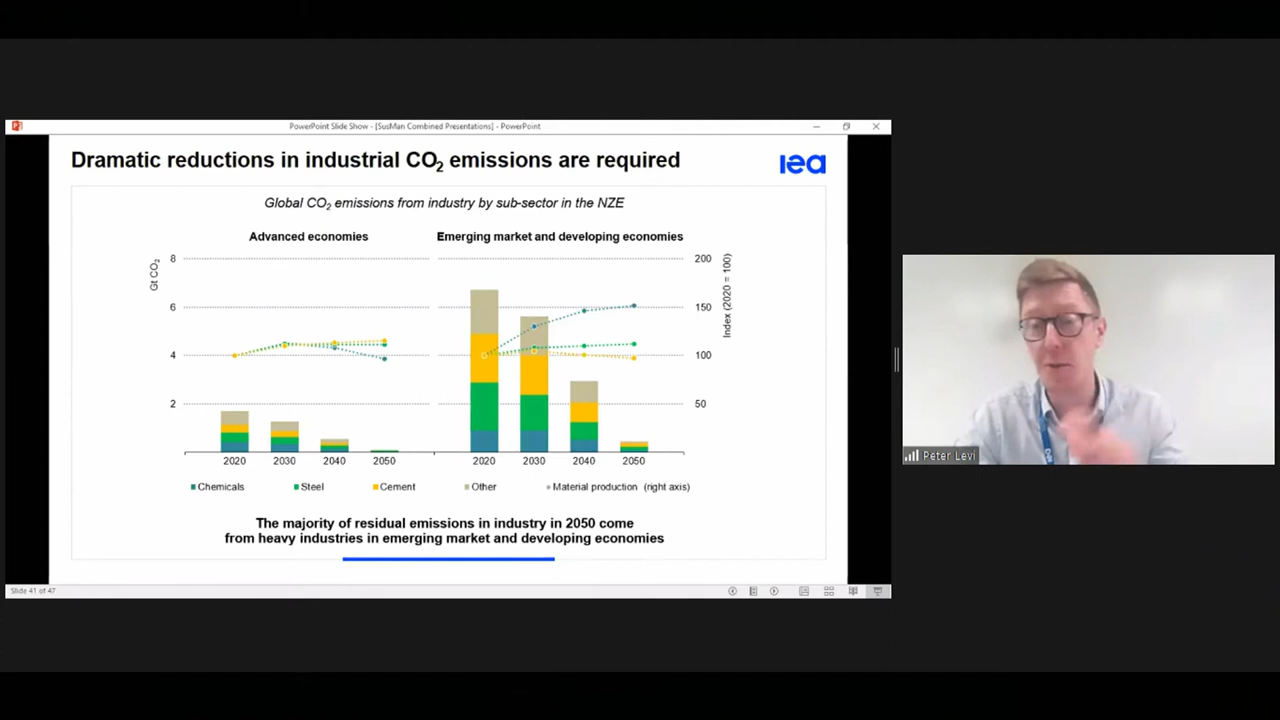 PowerPoint Slide Show - [SusMan Combined Presentations] - PowerPoint
Dramatic reductions in industrial CO2 emissions are required
iea
Global CO2 emissions from industry by sub-sector in the NZE
Advanced economies
Emerging market and developing economies
Gt CO2
8
6
4
2
200
150
100
50
Index (2020 = 100)
2020 2030 2040 2050
2020 2030 2040 2050
Chemicals Steel Cement Other Material production (right axis)
The majority of residual emissions in industry in 2050 come
from heavy industries in emerging market and developing economies
Slide 41 of 47
Peter Levi